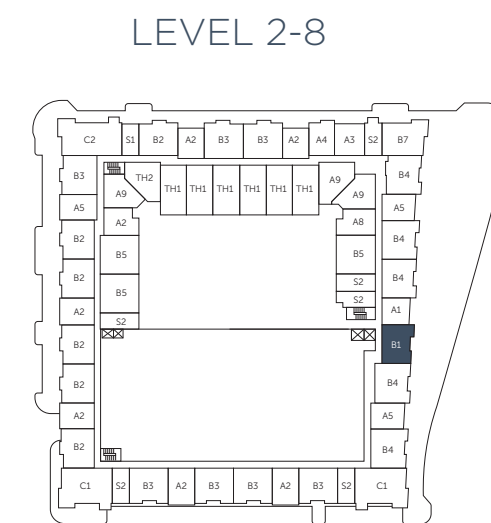 LEVEL 2-8
C2 S1 B2 A2 B3 B3 A2 A4 A3 S2 B7
B3 A9 TH2 TH1 TH1 TH1 TH1 TH1 TH1 A9 A9 B4
A5 A2 A8 A5
B2 B5 B5 B4
B2 B5 S2 B4
A2 S2 S2 A1
B2 B1
B2 B4
A2 A5
B2 B4
C1 S2 B3 A2 B3 B3 A2 B3 S2 C1